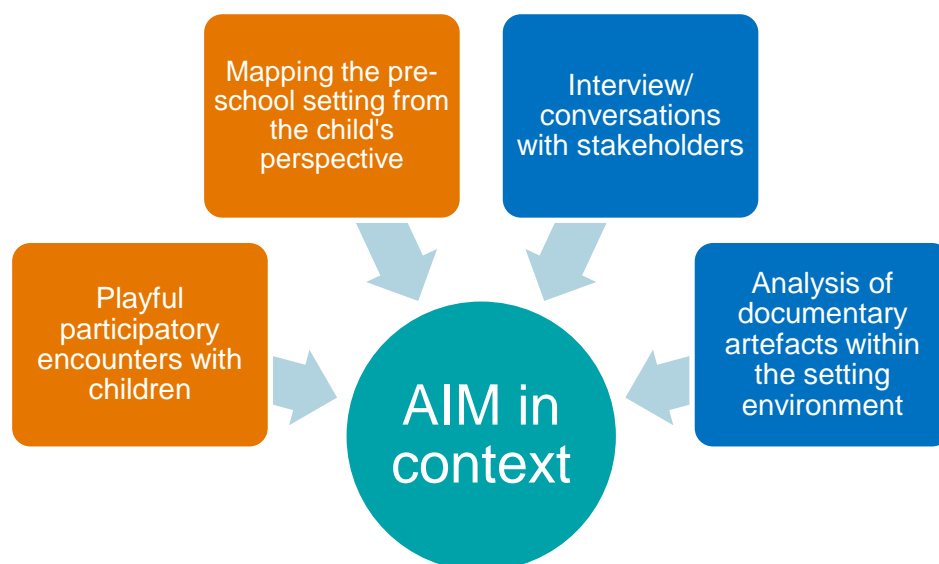 Mapping the pre-
school setting from
the child's
perspective
Interview/
conversations
with stakeholders
Playful
participatory
encounters with
children
Analysis of
documentary
artefacts within
the setting
environment
AIM in
context